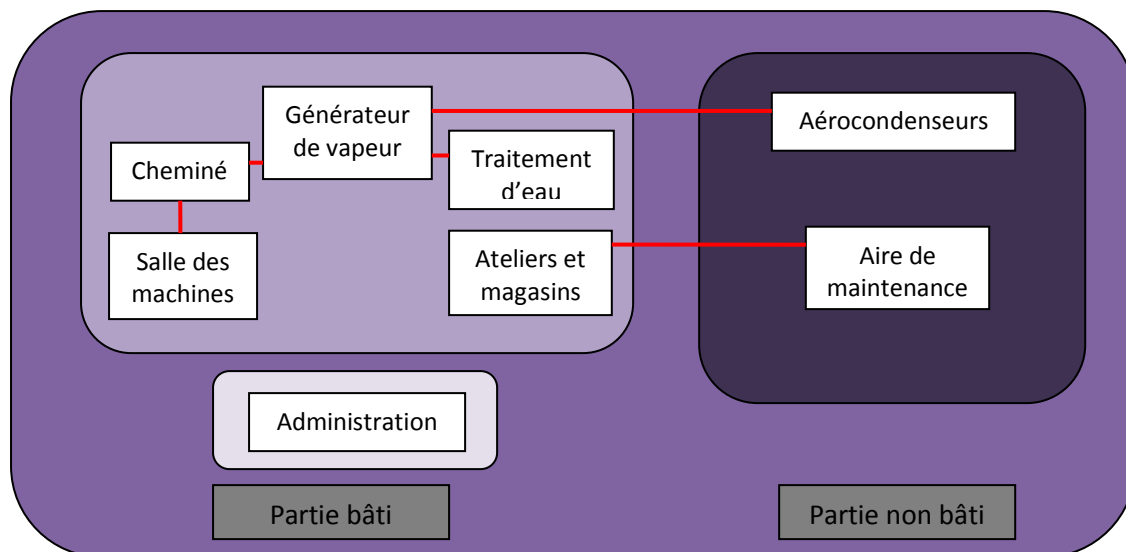 Générateur
de vapeur
Aérocondenseurs
Cheminé
Traitement
d’eau
Salle des
machines
Ateliers et
magasins
Aire de
maintenance
Administration
Partie bâti
Partie non bâti